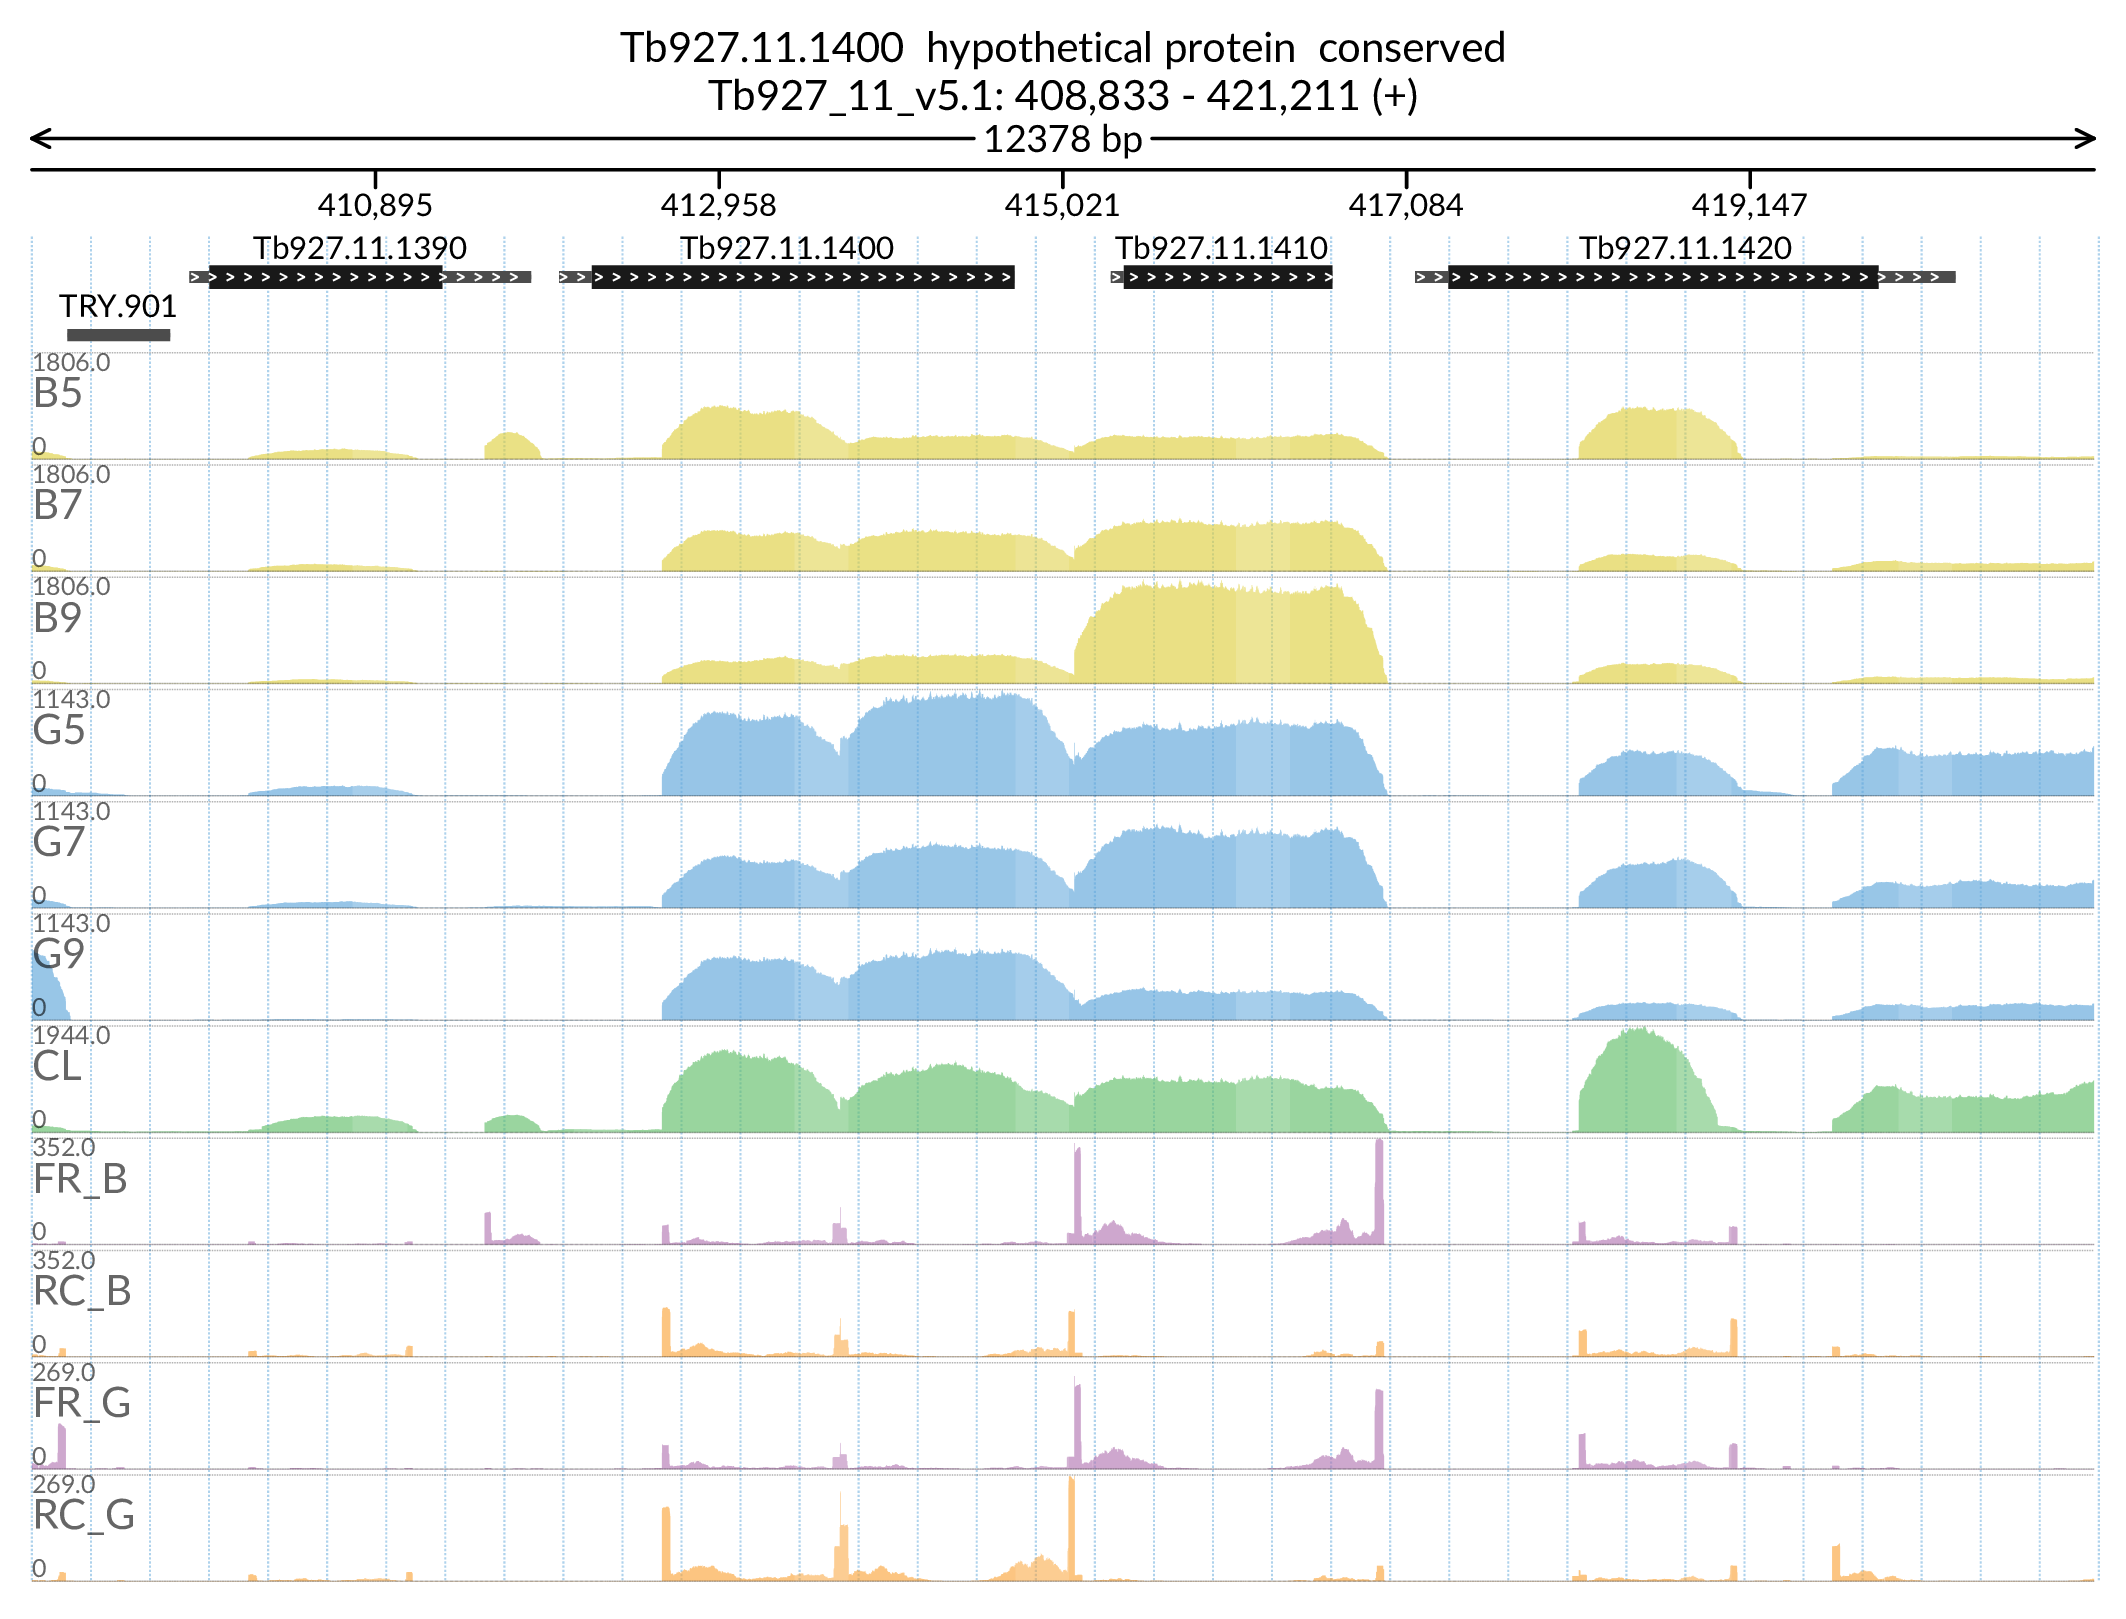 Tb927.11.1400 hypothetical protein conserved
Tb927_11_v5.1: 408,833 - 421,211 (+)
12378 bp
410,895 412,958 415,021 417,084 419,147
Tb927.11.1390 Tb927.11.1400 Tb927.11.1410 Tb927.11.1420
TRY.901
1806.0
B5
0
1806.0
B7
0
1806.0
B9
0
1143.0
G5
0
1143.0
G7
0
1143.0
G9
0
1944.0
CL
0
352.0
FR_B
0
352.0
RC_B
0
269.0
FR_G
0
269.0
RC_G
0